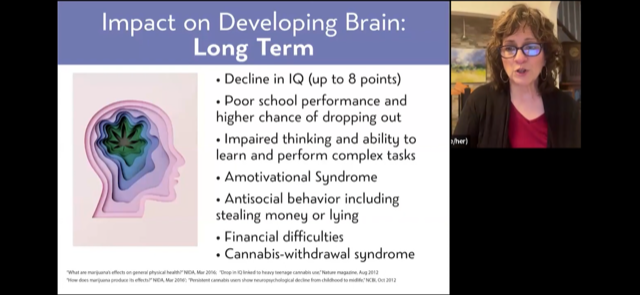 Impact on Developing Brain:
Long Term
• Decline in IQ (up to 8 points)
• Poor school performance and
higher chance of dropping out
• Impaired thinking and ability to
learn and perform complex tasks
• Amotivational Syndrome
• Antisocial behavior including
stealing money or lying
• Financial difficulties
• Cannabis-withdrawal syndrome
"What are marijuana's effects on general physical health?" NIDA, Mar 2016; "Drop in IQ linked to heavy teenage cannabis use," Nature magazine, Aug 2012
"How does marijuana produce its effects?" NIDA, Mar 2016; "Persistent cannabis users show neuropsychological decline from childhood to midlife," NCBI, Oct 2012
/her)